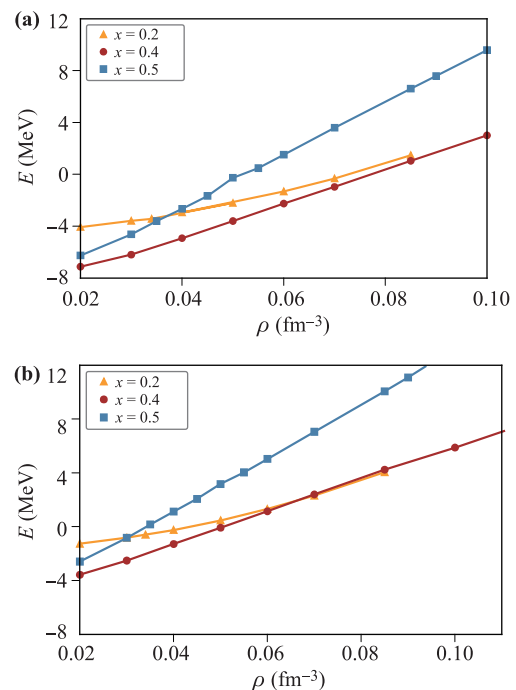 (a)
x = 0.2
x = 0.4
x = 0.5
12
8
4
0
−4
−8
E (MeV)
0.02 0.04 0.06 0.08 0.10
ρ (fm⁻³)
(b)
x = 0.2
x = 0.4
x = 0.5
12
8
4
0
−4
−8
E (MeV)
0.02 0.04 0.06 0.08 0.10
ρ (fm⁻³)